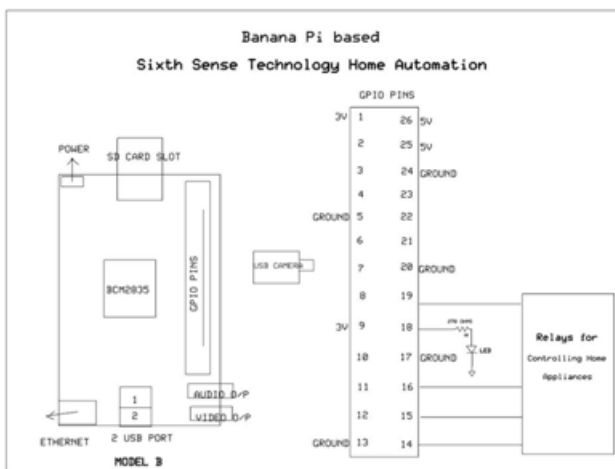 Banana Pi based
Sixth Sense Technology Home Automation
GPIO PINS
POWER
SD CARD SLOT
BCM2835
GPIO PINS
AUDIO O/P
VIDEO O/P
1
2
ETHERNET
2 USB PORT
MODEL B
USB CAMERA
3V 1 26 5V
2 25 5V
3 24 GROUND
4 23
GROUND 5 22
6 21
7 20 GROUND
8 19
3V 9 18
10 17 GROUND
11 16
12 15
GROUND 13 14
270 OHMS
LED
Relays for
Controlling Home
Appliances